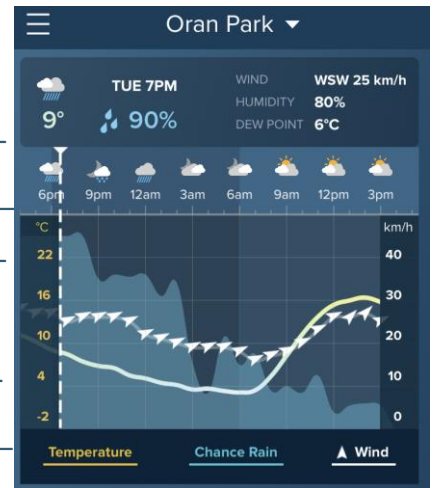 Oran Park
TUE 7PM
9°
90%
WIND WSW 25 km/h
HUMIDITY 80%
DEW POINT 6°C
6pm 9pm 12am 3am 6am 9am 12pm 3pm
°C km/h
22 40
16 30
10 20
4 10
-2 0
Temperature Chance Rain Wind